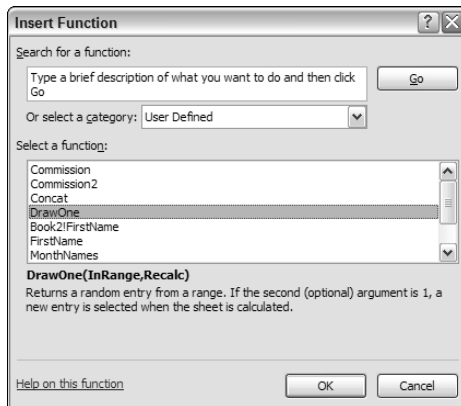 Insert Function
Search for a function:
Type a brief description of what you want to do and then click
Go
Go
Or select a category: User Defined
Select a function:
Commission
Commission2
Concat
DrawOne
Book2!FirstName
FirstName
MonthNames
DrawOne(InRange,Recalc)
Returns a random entry from a range. If the second (optional) argument is 1, a
new entry is selected when the sheet is calculated.
Help on this function
OK
Cancel